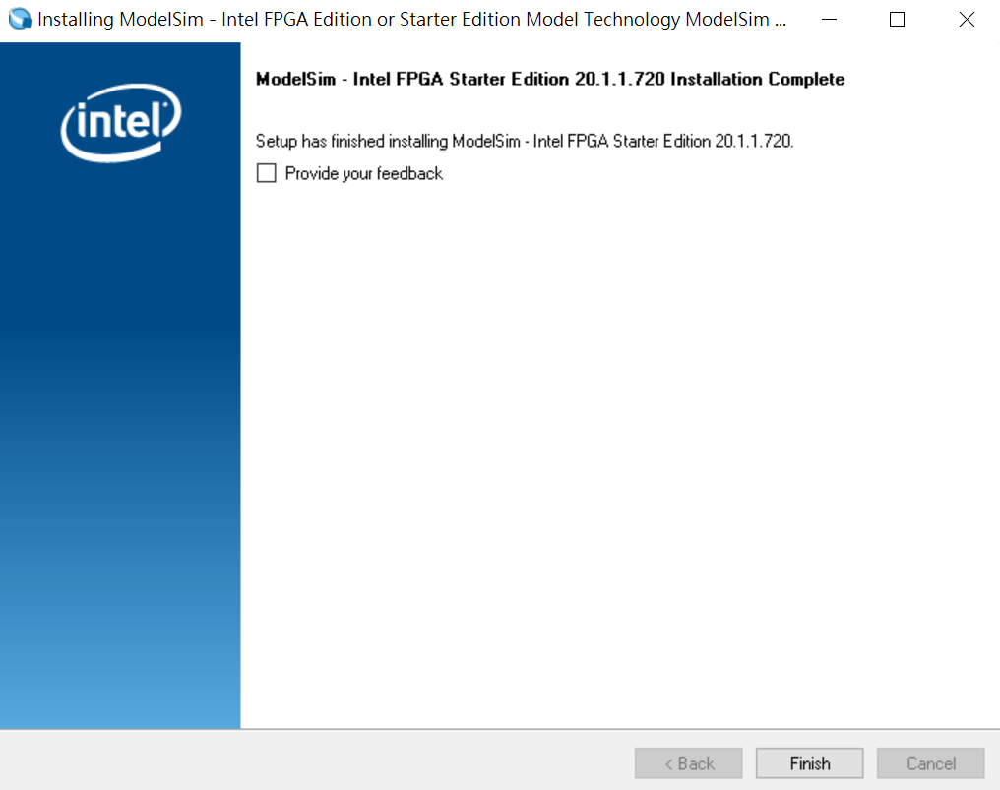 Installing ModelSim - Intel FPGA Edition or Starter Edition Model Technology ModelSim ...
intel
ModelSim - Intel FPGA Starter Edition 20.1.1.720 Installation Complete
Setup has finished installing ModelSim - Intel FPGA Starter Edition 20.1.1.720.
Provide your feedback
< Back
Finish
Cancel